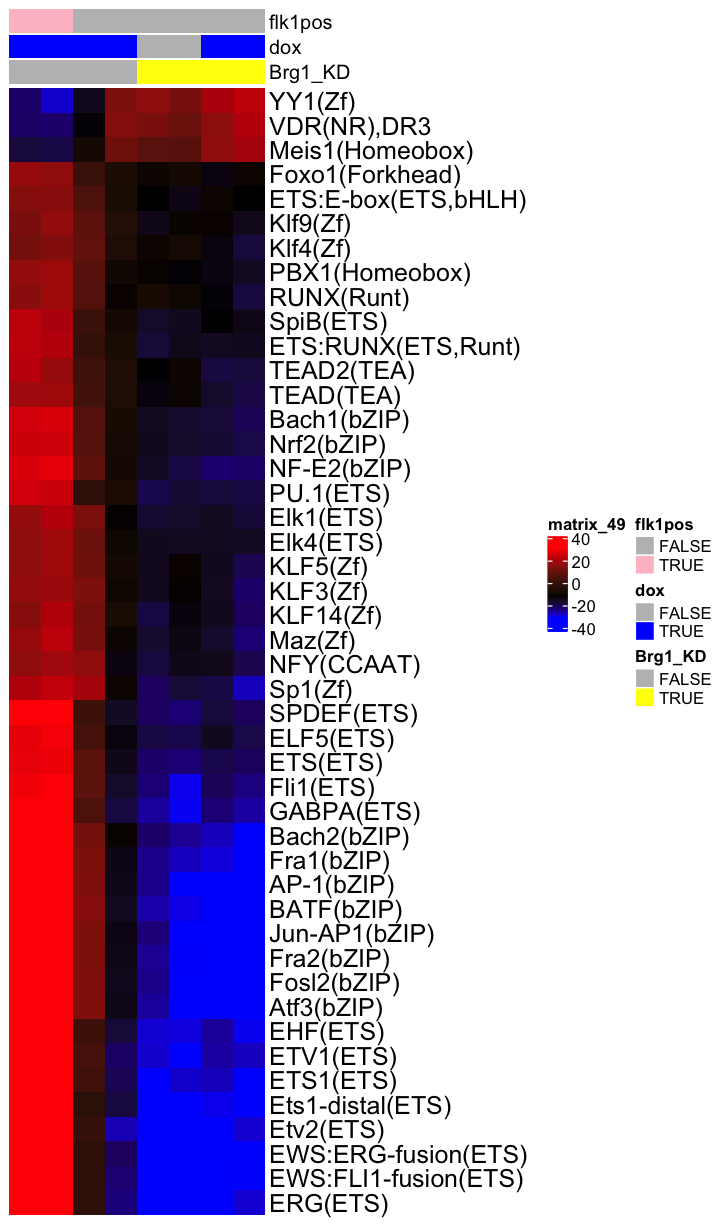 flk1pos
dox
Brg1_KD
YY1(Zf)
VDR(NR),DR3
Meis1(Homeobox)
Foxo1(Forkhead)
ETS:E-box(ETS,bHLH)
Klf9(Zf)
Klf4(Zf)
PBX1(Homeobox)
RUNX(Runt)
SpiB(ETS)
ETS:RUNX(ETS,Runt)
TEAD2(TEA)
TEAD(TEA)
Bach1(bZIP)
Nrf2(bZIP)
NF-E2(bZIP)
PU.1(ETS)
Elk1(ETS)
Elk4(ETS)
KLF5(Zf)
KLF3(Zf)
KLF14(Zf)
Maz(Zf)
NFY(CCAAT)
Sp1(Zf)
SPDEF(ETS)
ELF5(ETS)
ETS(ETS)
Fli1(ETS)
GABPA(ETS)
Bach2(bZIP)
Fra1(bZIP)
AP-1(bZIP)
BATF(bZIP)
Jun-AP1(bZIP)
Fra2(bZIP)
Fosl2(bZIP)
Atf3(bZIP)
EHF(ETS)
ETV1(ETS)
ETS1(ETS)
Ets1-distal(ETS)
Etv2(ETS)
EWS:ERG-fusion(ETS)
EWS:FLI1-fusion(ETS)
ERG(ETS)
matrix_49
40
20
0
-20
-40
flk1pos
FALSE
TRUE
dox
FALSE
TRUE
Brg1_KD
FALSE
TRUE